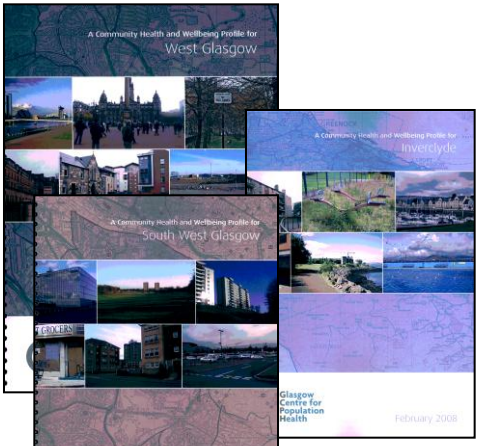 A Community Health and Wellbeing Profile for
West Glasgow
GREENOCK
A Community Health and Wellbeing Profile for
Inverclyde
A Community Health and Wellbeing Profile for
South West Glasgow
GROCERS
Glasgow
Centre for
Population
Health
February 2008